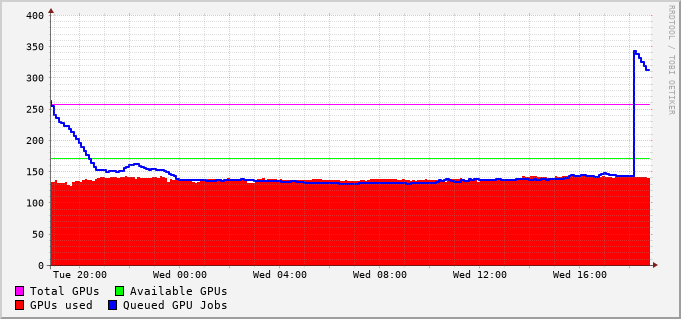 400
350
300
250
200
150
100
50
0
Tue 20:00 Wed 00:00 Wed 04:00 Wed 08:00 Wed 12:00 Wed 16:00
Total GPUs Available GPUs
GPUs used Queued GPU Jobs
RRDTOOL / TOBI OETIKER